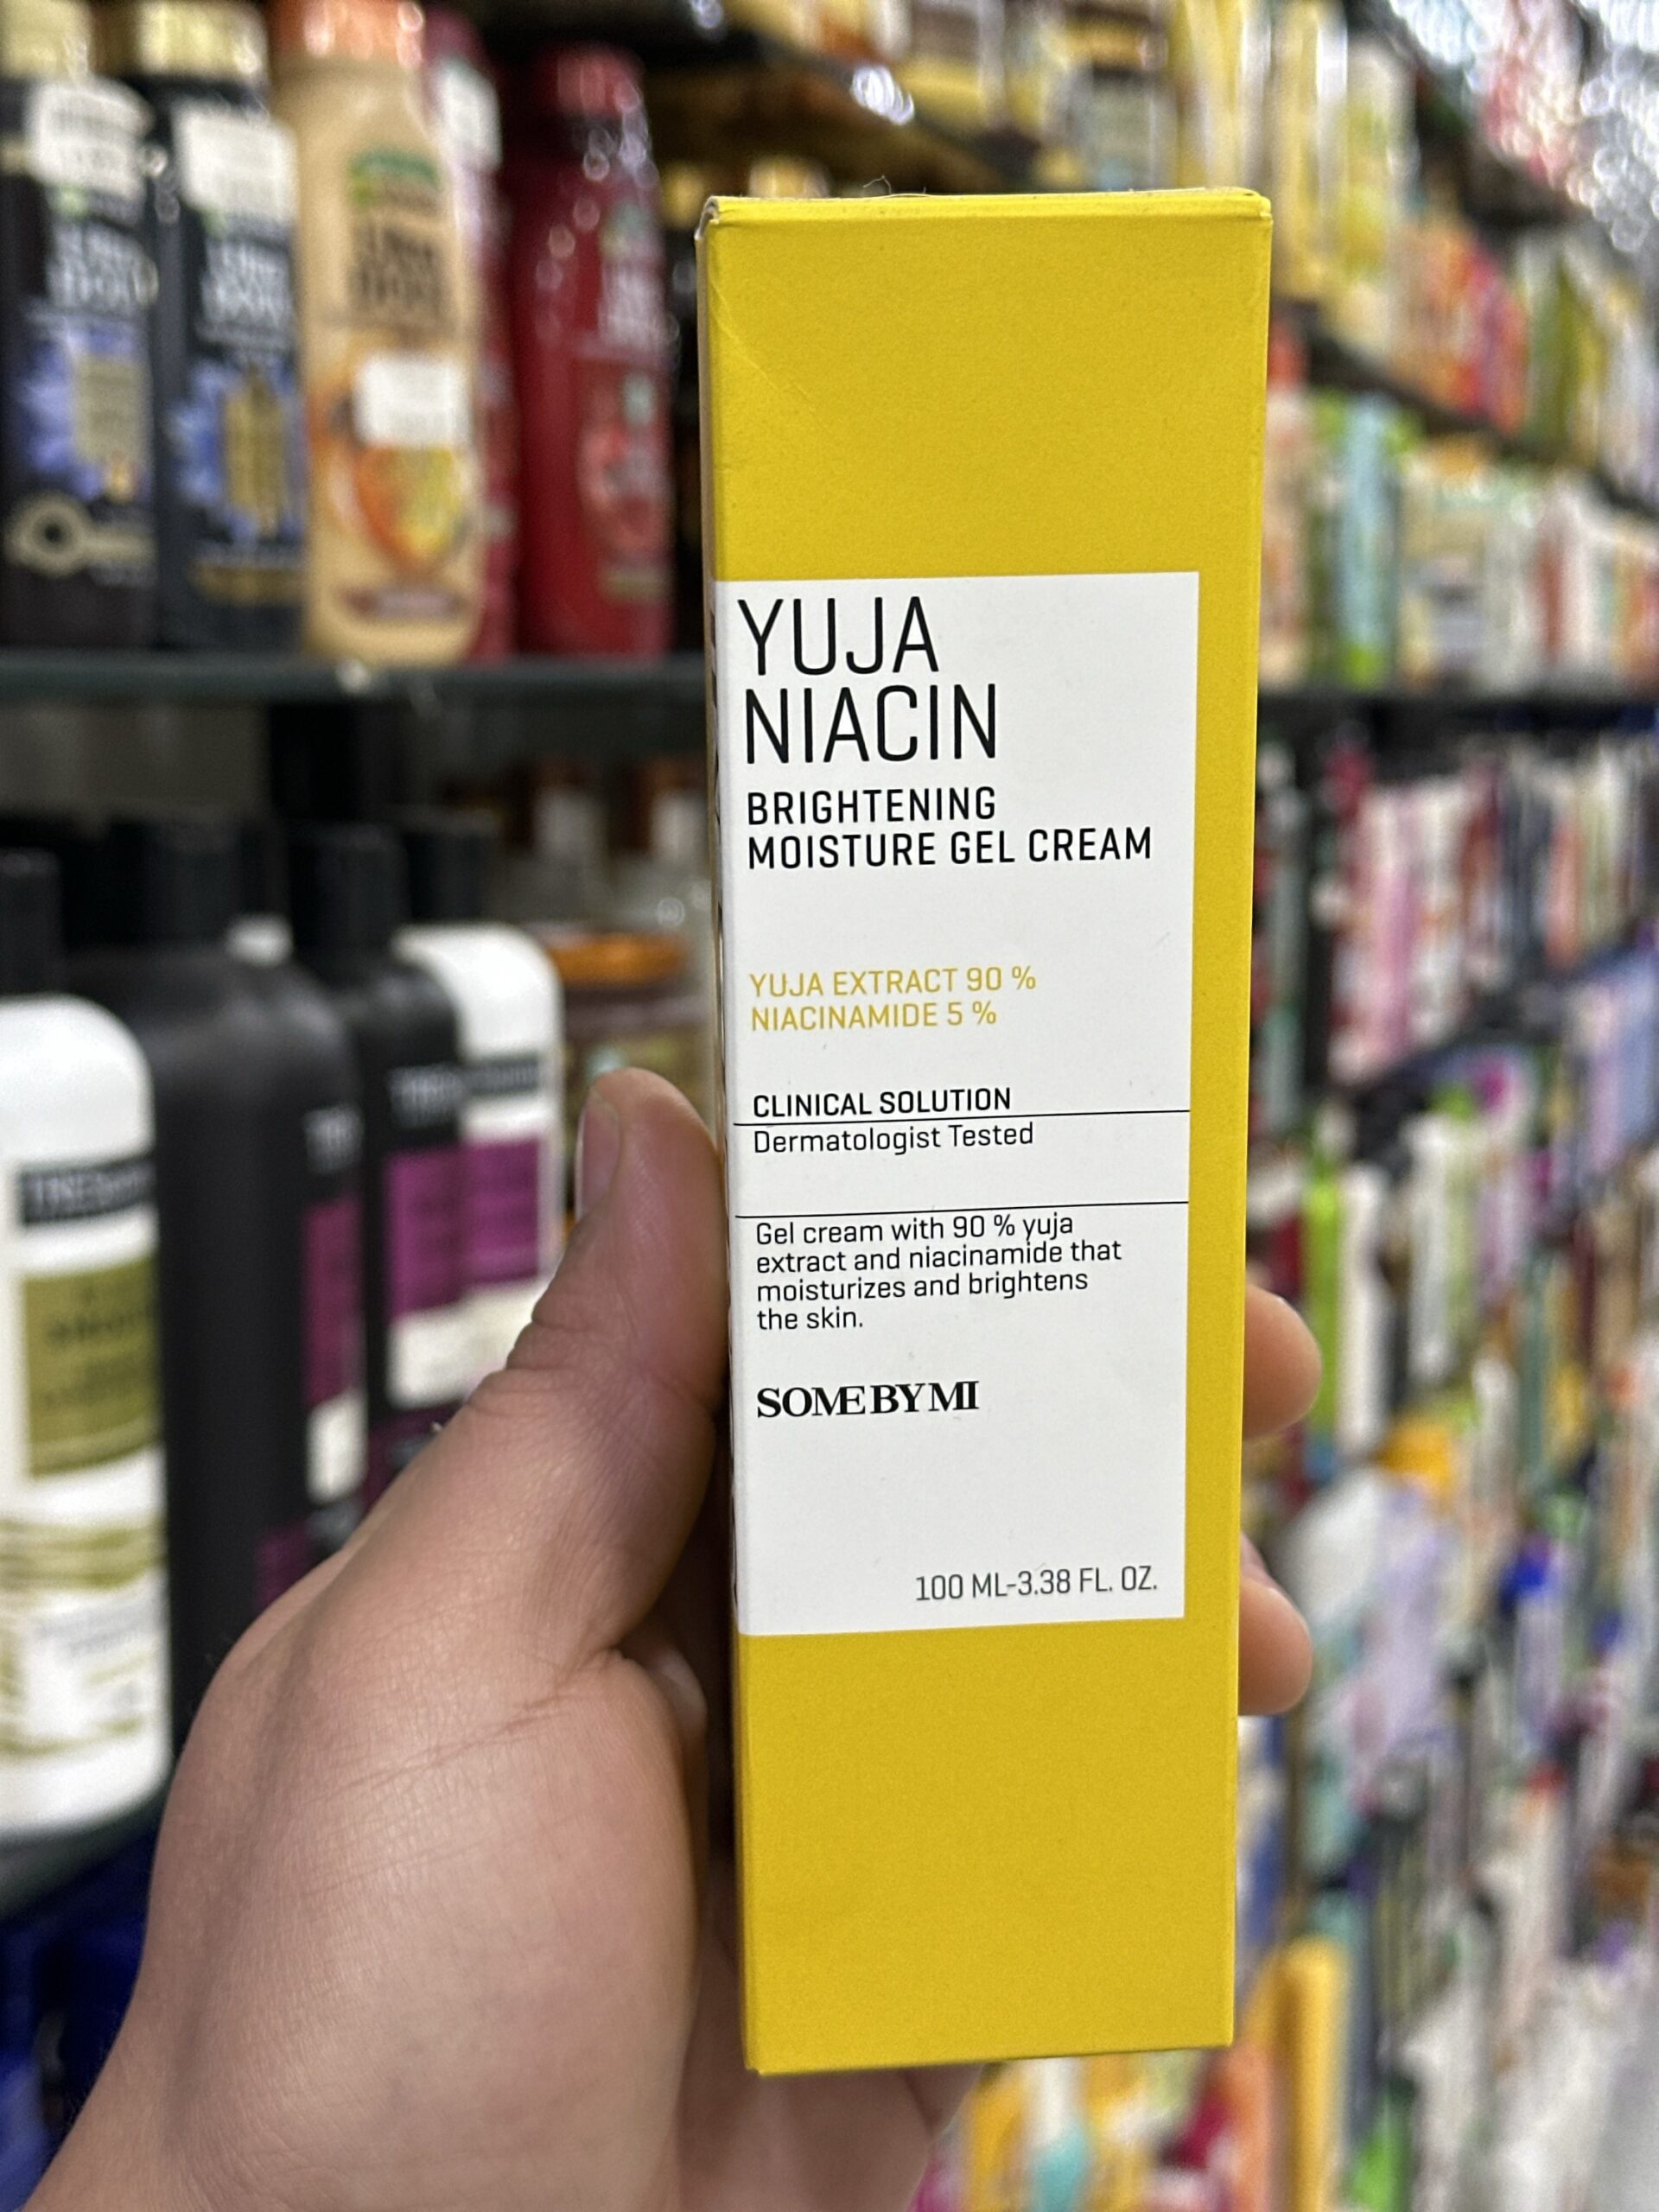 YUJA
NIACIN
BRIGHTENING
MOISTURE GEL CREAM
YUJA EXTRACT 90 %
NIACINAMIDE 5 %
CLINICAL SOLUTION
Dermatologist Tested
Gel cream with 90 % yuja
extract and niacinamide that
moisturizes and brightens
the skin.
SOME BY MI
100 ML-3.38 FL. OZ.